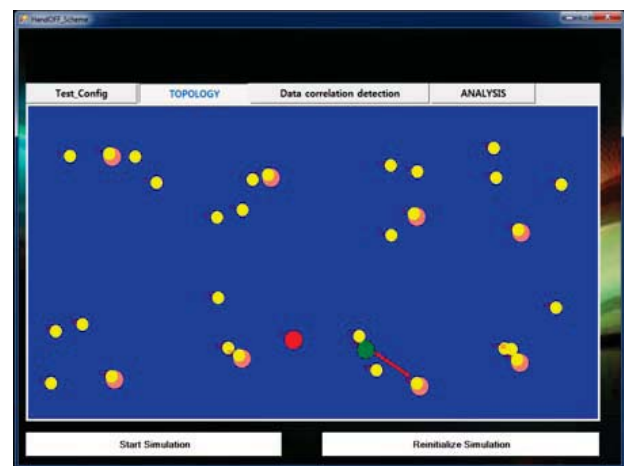 HandOFF_Scheme
Test_Config
TOPOLOGY
Data correlation detection
ANALYSIS
Start Simulation
Reinitialize Simulation